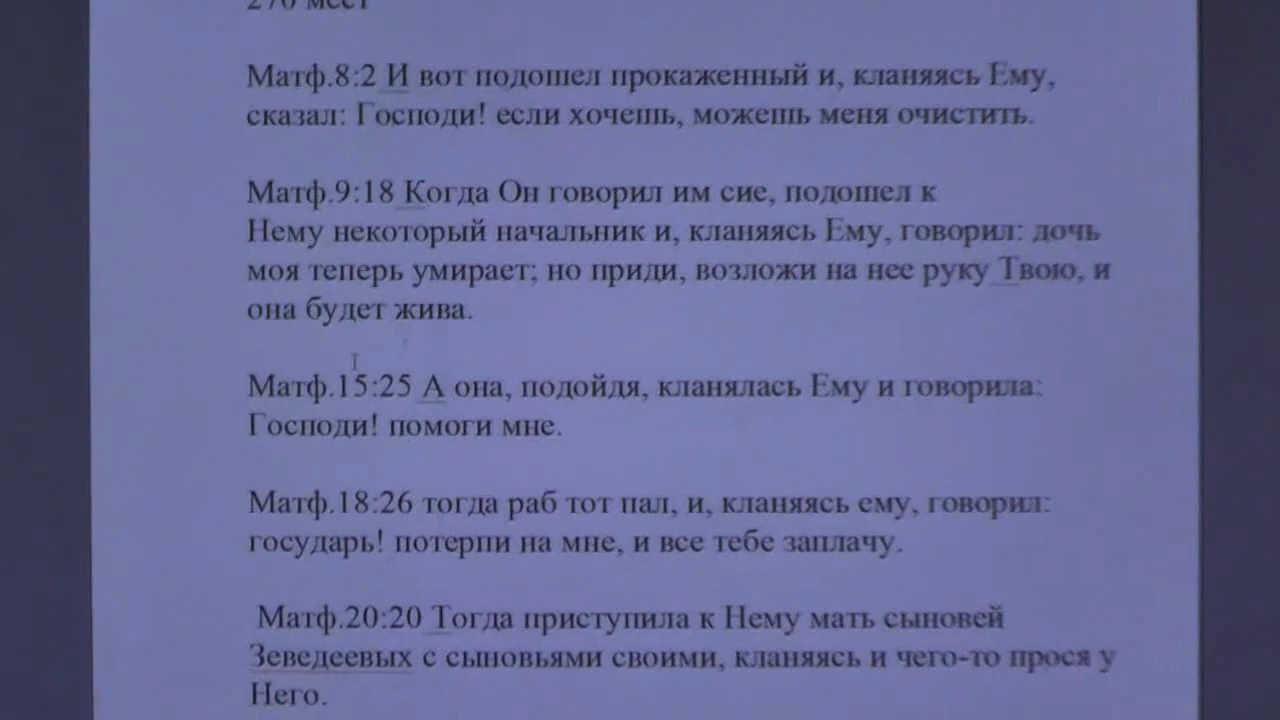 270 мест
Матф.8:2 И вот подошел прокаженный и, кланяясь Ему,
сказал: Господи! если хочешь, можешь меня очистить.
Матф.9:18 Когда Он говорил им сие, подошел к
Нему некоторый начальник и, кланяясь Ему, говорил: дочь
моя теперь умирает; но приди, возложи на нее руку Твою, и
она будет жива.
Матф.15:25 А она, подойдя, кланялась Ему и говорила:
Господи! помоги мне.
Матф.18:26 тогда раб тот пал, и, кланяясь ему, говорил:
государь! потерпи на мне, и все тебе заплачу.
Матф.20:20 Тогда приступила к Нему мать сыновей
Зеведеевых с сыновьями своими, кланяясь и чего-то прося у
Него.